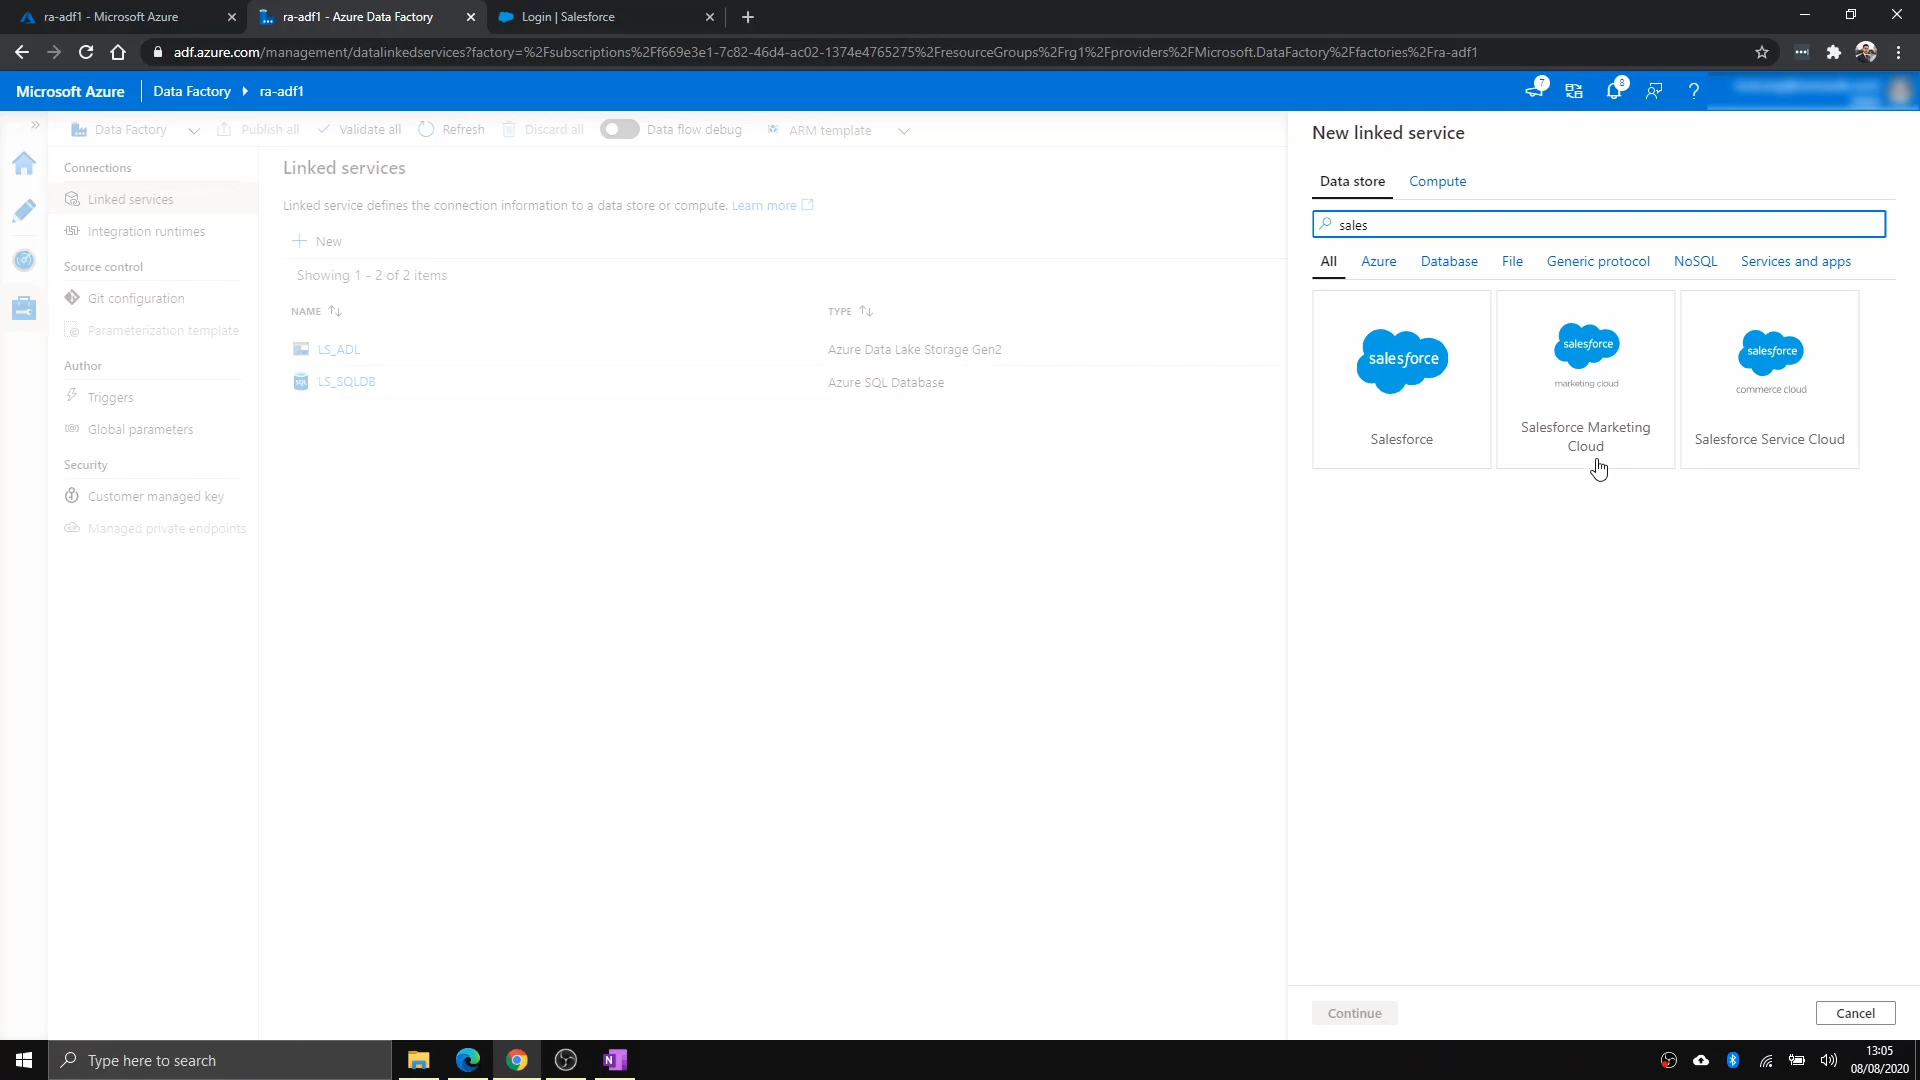 ra-adf1 - Microsoft Azure
ra-adf1 - Azure Data Factory
Login | Salesforce
adf.azure.com/management/datalinkedservices?factory=%2Fsubscriptions%2Ff669e3e1-7c82-46d4-ac02-1374e4765275%2FresourceGroups%2Frg1%2Fproviders%2FMicrosoft.DataFactory%2Ffactories%2Fra-adf1
Microsoft Azure
Data Factory
ra-adf1
7
8
?
Data Factory
Publish all
Validate all
Refresh
Discard all
Data flow debug
ARM template
Connections
Linked services
Integration runtimes
Source control
Git configuration
Parameterization template
Author
Triggers
Global parameters
Security
Customer managed key
Managed private endpoints
Linked services
Linked service defines the connection information to a data store or compute. Learn more
New
Showing 1 - 2 of 2 items
NAME
TYPE
LS_ADL
Azure Data Lake Storage Gen2
SQL
LS_SQLDB
Azure SQL Database
New linked service
Data store
Compute
sales
All
Azure
Database
File
Generic protocol
NoSQL
Services and apps
salesforce
Salesforce
salesforce
marketing cloud
Salesforce Marketing
Cloud
salesforce
commerce cloud
Salesforce Service Cloud
Continue
Cancel
Type here to search
N
13:05
08/08/2020